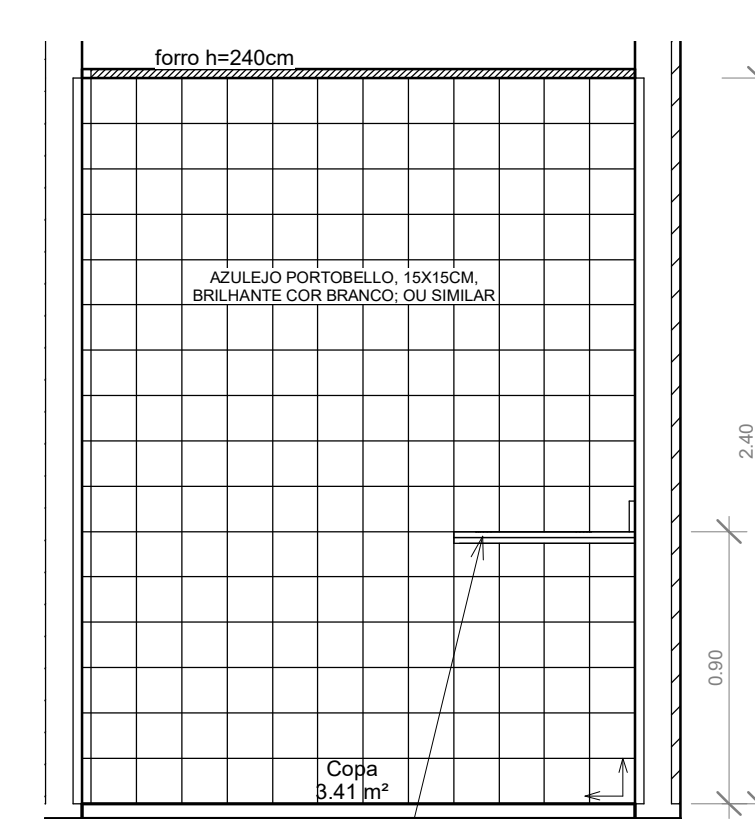 forro h=240cm
AZULEJO PORTOBELLO, 15X15CM,
BRILHANTE COR BRANCO; OU SIMILAR
2.40
0.90
Copa
3.41 m²